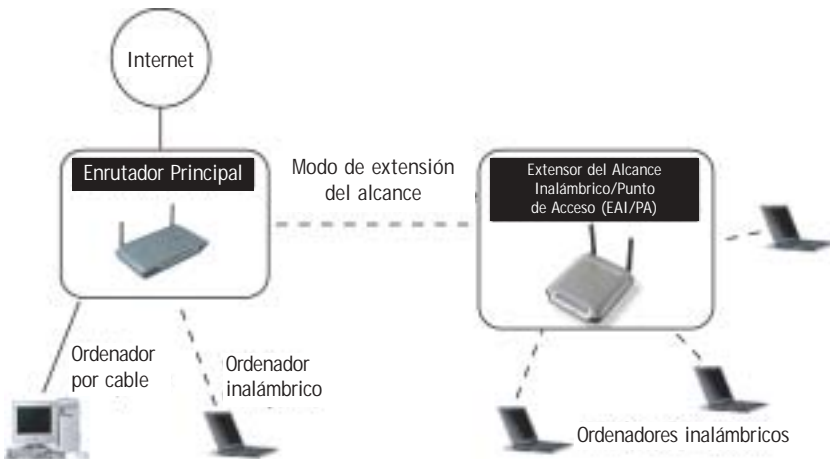 Internet
Enrutador Principal
Modo de extensión
del alcance
Extensor del Alcance
Inalámbrico/Punto
de Acceso (EAI/PA)
Ordenador
por cable
Ordenador
inalámbrico
Ordenadores inalámbricos